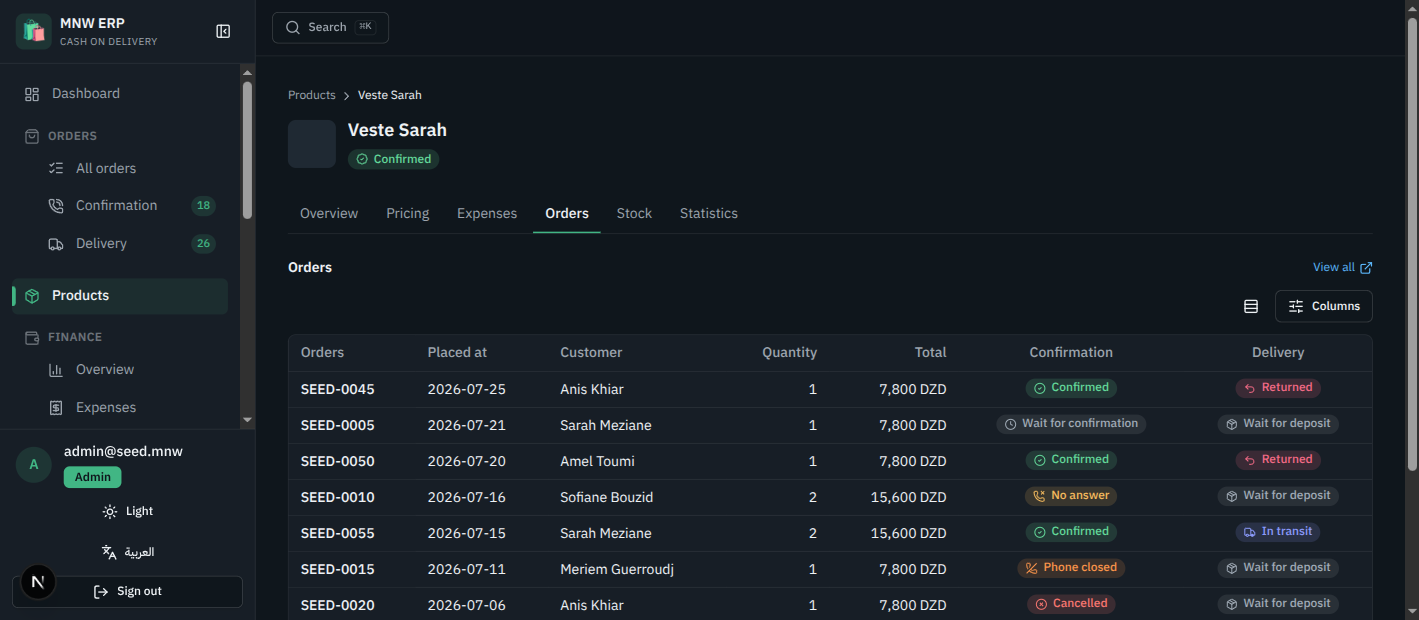 MNW ERP
CASH ON DELIVERY
Search ⌘K
Dashboard
ORDERS
All orders
Confirmation 18
Delivery 26
Products
FINANCE
Overview
Expenses
A
admin@seed.mnw
Admin
Light
العربية
N
Sign out
Products > Veste Sarah
Veste Sarah
Confirmed
Overview Pricing Expenses Orders Stock Statistics
Orders View all
Columns
Orders Placed at Customer Quantity Total Confirmation Delivery
SEED-0045 2026-07-25 Anis Khiar 1 7,800 DZD Confirmed Returned
SEED-0005 2026-07-21 Sarah Meziane 1 7,800 DZD Wait for confirmation Wait for deposit
SEED-0050 2026-07-20 Amel Toumi 1 7,800 DZD Confirmed Returned
SEED-0010 2026-07-16 Sofiane Bouzid 2 15,600 DZD No answer Wait for deposit
SEED-0055 2026-07-15 Sarah Meziane 2 15,600 DZD Confirmed In transit
SEED-0015 2026-07-11 Meriem Guerroudj 1 7,800 DZD Phone closed Wait for deposit
SEED-0020 2026-07-06 Anis Khiar 1 7,800 DZD Cancelled Wait for deposit